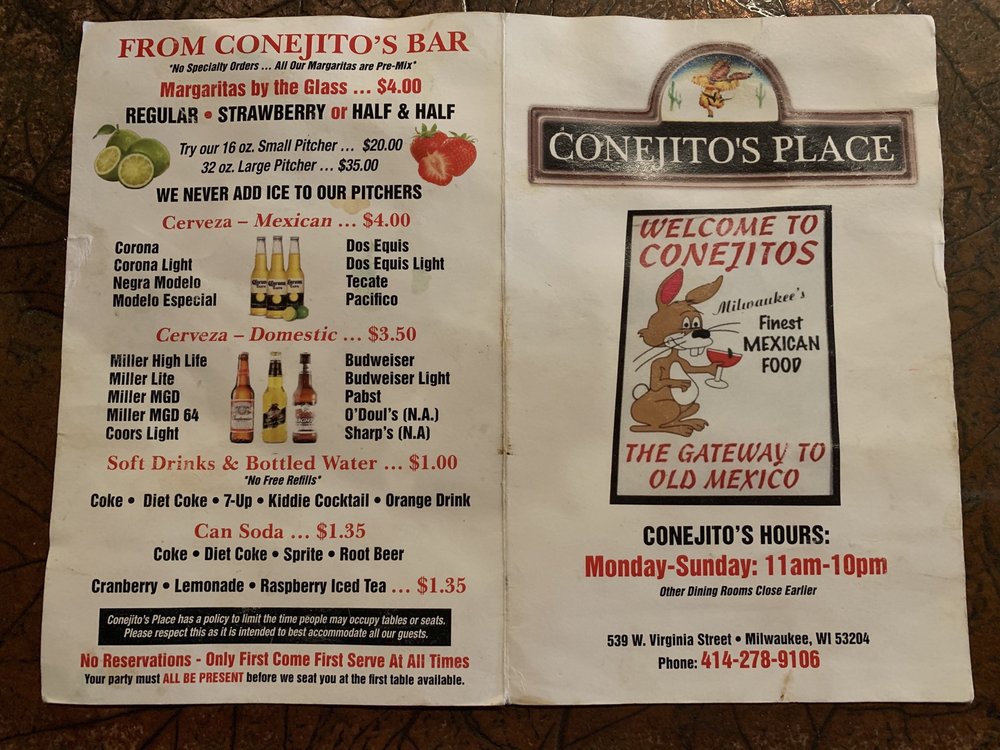 FROM CONEJITO'S BAR
*No Specialty Orders ... All Our Margaritas are Pre-Mix*
Margaritas by the Glass ... $4.00
REGULAR • STRAWBERRY or HALF & HALF
Try our 16 oz. Small Pitcher ... $20.00
32 oz. Large Pitcher ... $35.00
WE NEVER ADD ICE TO OUR PITCHERS
Cerveza – Mexican ... $4.00
Corona
Corona Light
Negra Modelo
Modelo Especial
Dos Equis
Dos Equis Light
Tecate
Pacifico
Cerveza – Domestic ... $3.50
Miller High Life
Miller Lite
Miller MGD
Miller MGD 64
Coors Light
Budweiser
Budweiser Light
Pabst
O'Doul's (N.A.)
Sharp's (N.A)
Soft Drinks & Bottled Water ... $1.00
*No Free Refills*
Coke • Diet Coke • 7-Up • Kiddie Cocktail • Orange Drink
Can Soda ... $1.35
Coke • Diet Coke • Sprite • Root Beer
Cranberry • Lemonade • Raspberry Iced Tea ... $1.35
Conejito's Place has a policy to limit the time people may occupy tables or seats.
Please respect this as it is intended to best accommodate all our guests.
No Reservations - Only First Come First Serve At All Times
Your party must ALL BE PRESENT before we seat you at the first table available.
CONEJITO'S PLACE
WELCOME TO
CONEJITOS
Milwaukee's
Finest
MEXICAN
FOOD
THE GATEWAY TO
OLD MEXICO
CONEJITO'S HOURS:
Monday-Sunday: 11am-10pm
Other Dining Rooms Close Earlier
539 W. Virginia Street • Milwaukee, WI 53204
Phone: 414-278-9106